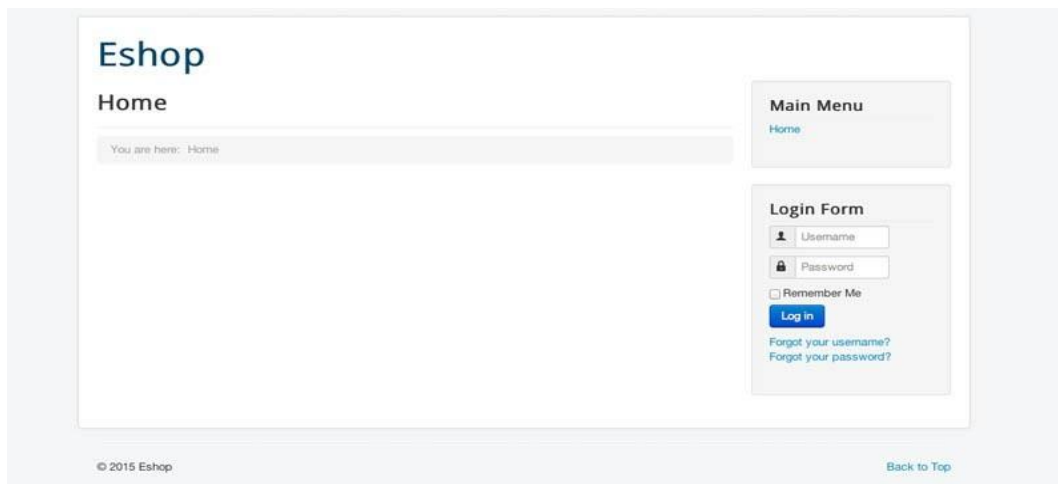 Eshop
Home
You are here: Home
Main Menu
Home
Login Form
Username
Password
Remember Me
Log in
Forgot your username?
Forgot your password?
© 2015 Eshop
Back to Top